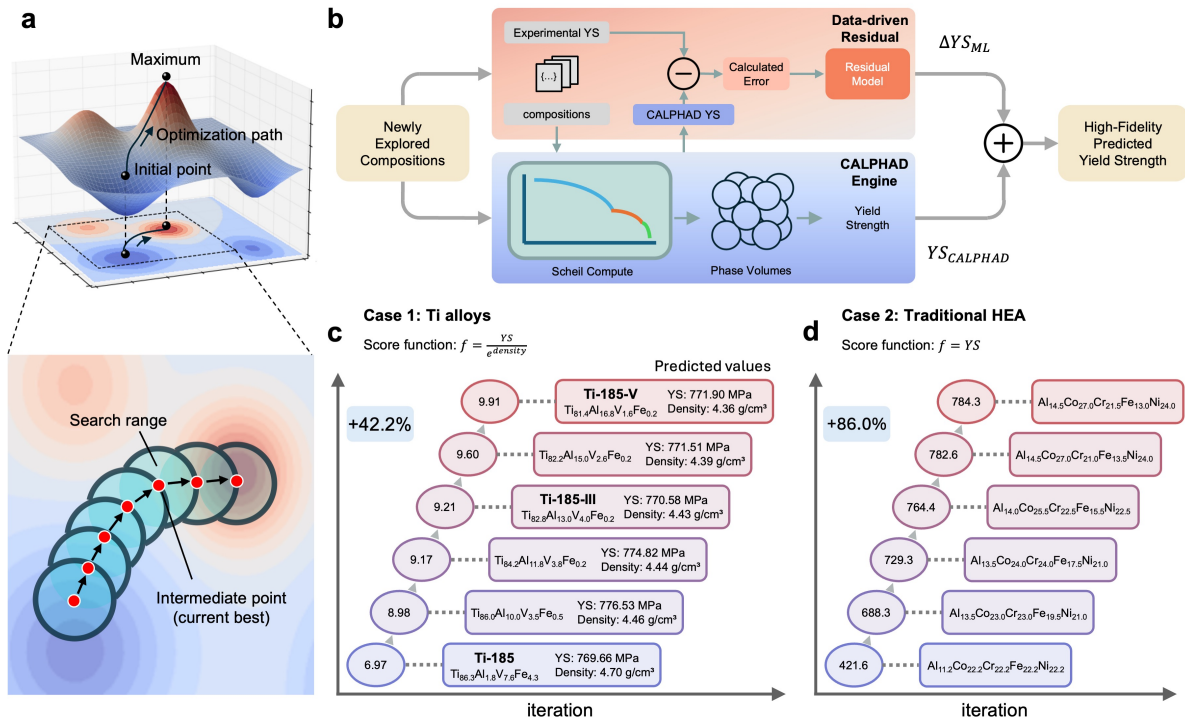 a
Maximum
Optimization path
Initial point
Search range
Intermediate point
(current best)
b
Newly
Explored
Compositions
Experimental YS
{...}
compositions
Data-driven
Residual
Calculated
Error
Residual
Model
CALPHAD YS
CALPHAD
Engine
Scheil Compute
Phase Volumes
Yield
Strength
ΔYS_ML
YS_CALPHAD
High-Fidelity
Predicted
Yield Strength
c
Case 1: Ti alloys
Score function: f = YS / e^density
Predicted values
+42.2%
9.91
Ti-185-V
Ti81.4Al16.8V1.6Fe0.2
YS: 771.90 MPa
Density: 4.36 g/cm³
9.60
Ti82.2Al15.0V2.6Fe0.2
YS: 771.51 MPa
Density: 4.39 g/cm³
9.21
Ti-185-III
Ti82.8Al13.0V4.0Fe0.2
YS: 770.58 MPa
Density: 4.43 g/cm³
9.17
Ti84.2Al11.8V3.8Fe0.2
YS: 774.82 MPa
Density: 4.44 g/cm³
8.98
Ti86.0Al10.0V3.5Fe0.5
YS: 776.53 MPa
Density: 4.46 g/cm³
6.97
Ti-185
Ti86.3Al1.8V7.6Fe4.3
YS: 769.66 MPa
Density: 4.70 g/cm³
iteration
d
Case 2: Traditional HEA
Score function: f = YS
+86.0%
784.3
Al14.5Co27.0Cr21.5Fe13.0Ni24.0
782.6
Al14.5Co27.0Cr21.0Fe13.5Ni24.0
764.4
Al14.0Co25.5Cr22.5Fe15.5Ni22.5
729.3
Al13.5Co24.0Cr24.0Fe17.5Ni21.0
688.3
Al13.5Co23.0Cr23.0Fe19.5Ni21.0
421.6
Al11.2Co22.2Cr22.2Fe22.2Ni22.2
iteration